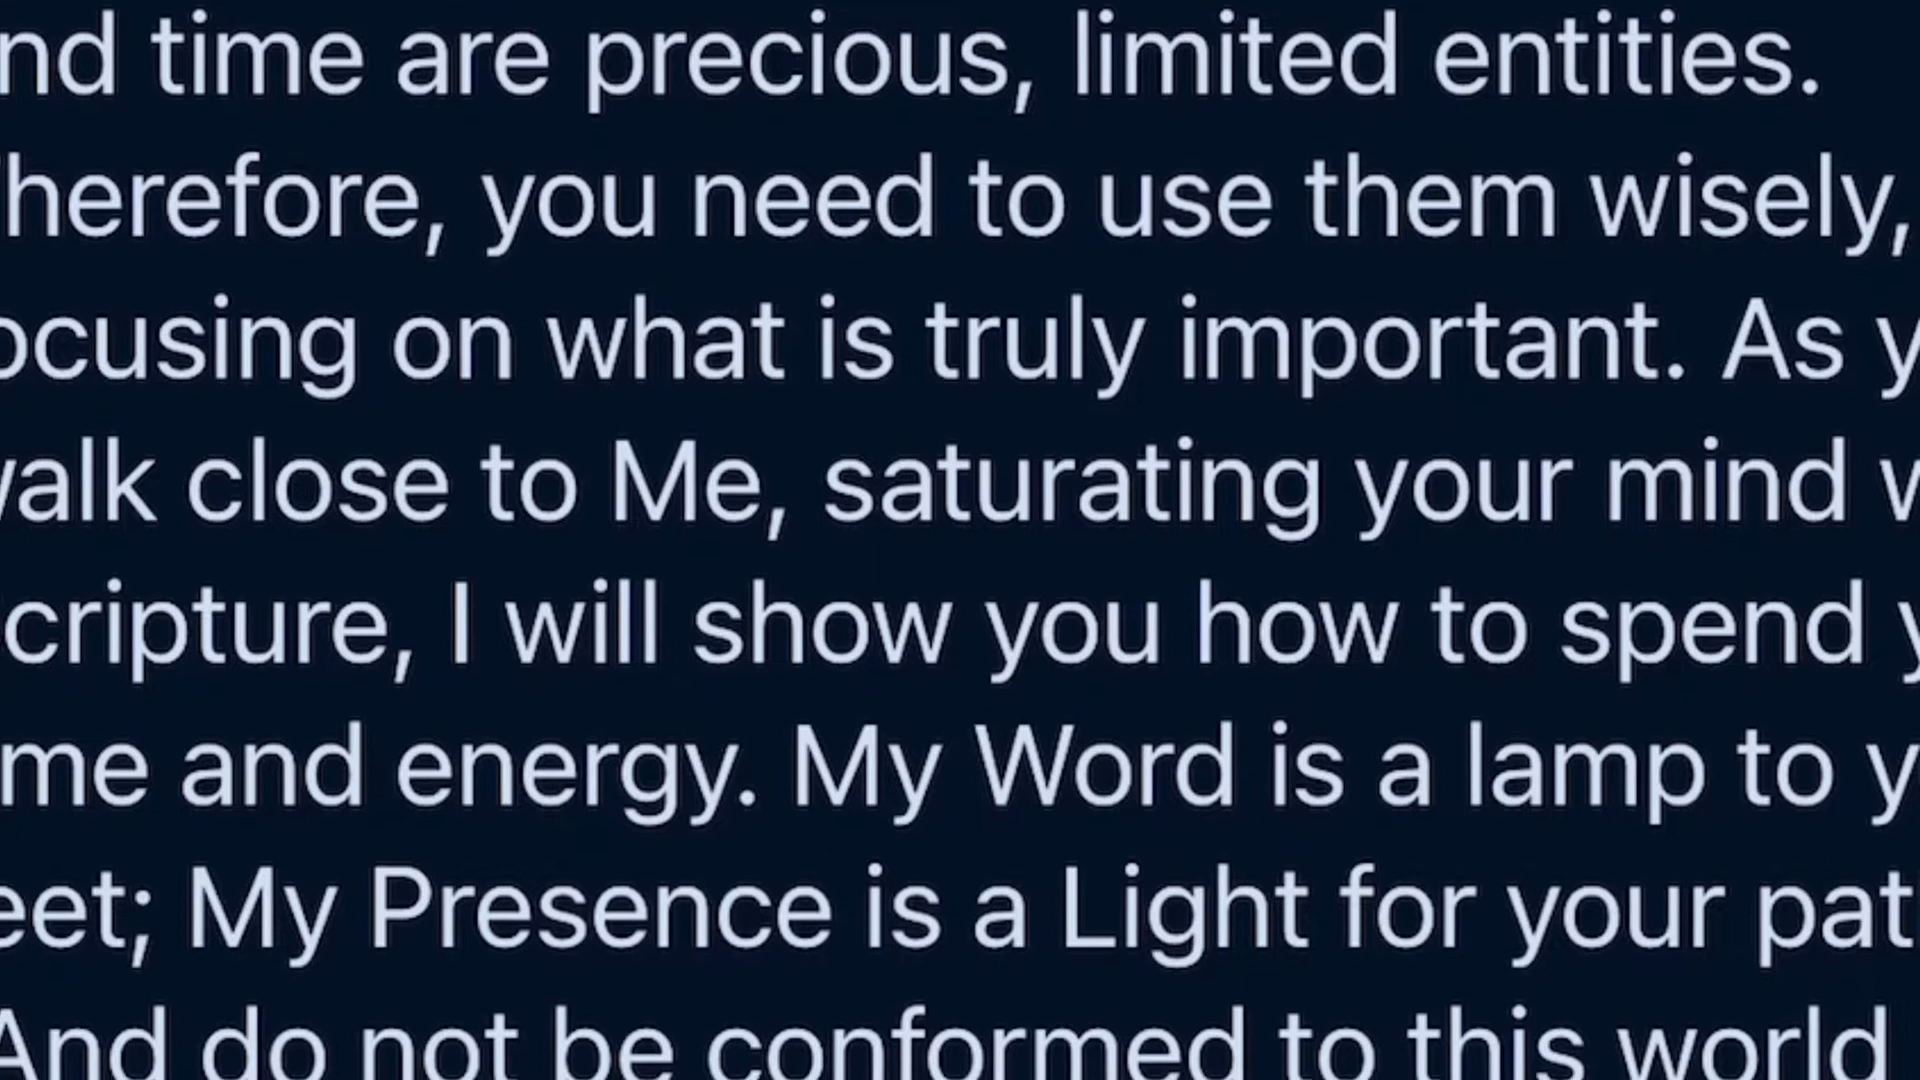 nd time are precious, limited entities.
herefore, you need to use them wisely,
ocusing on what is truly important. As y
walk close to Me, saturating your mind w
cripture, I will show you how to spend y
me and energy. My Word is a lamp to y
eet; My Presence is a Light for your pat
And do not be conformed to this world